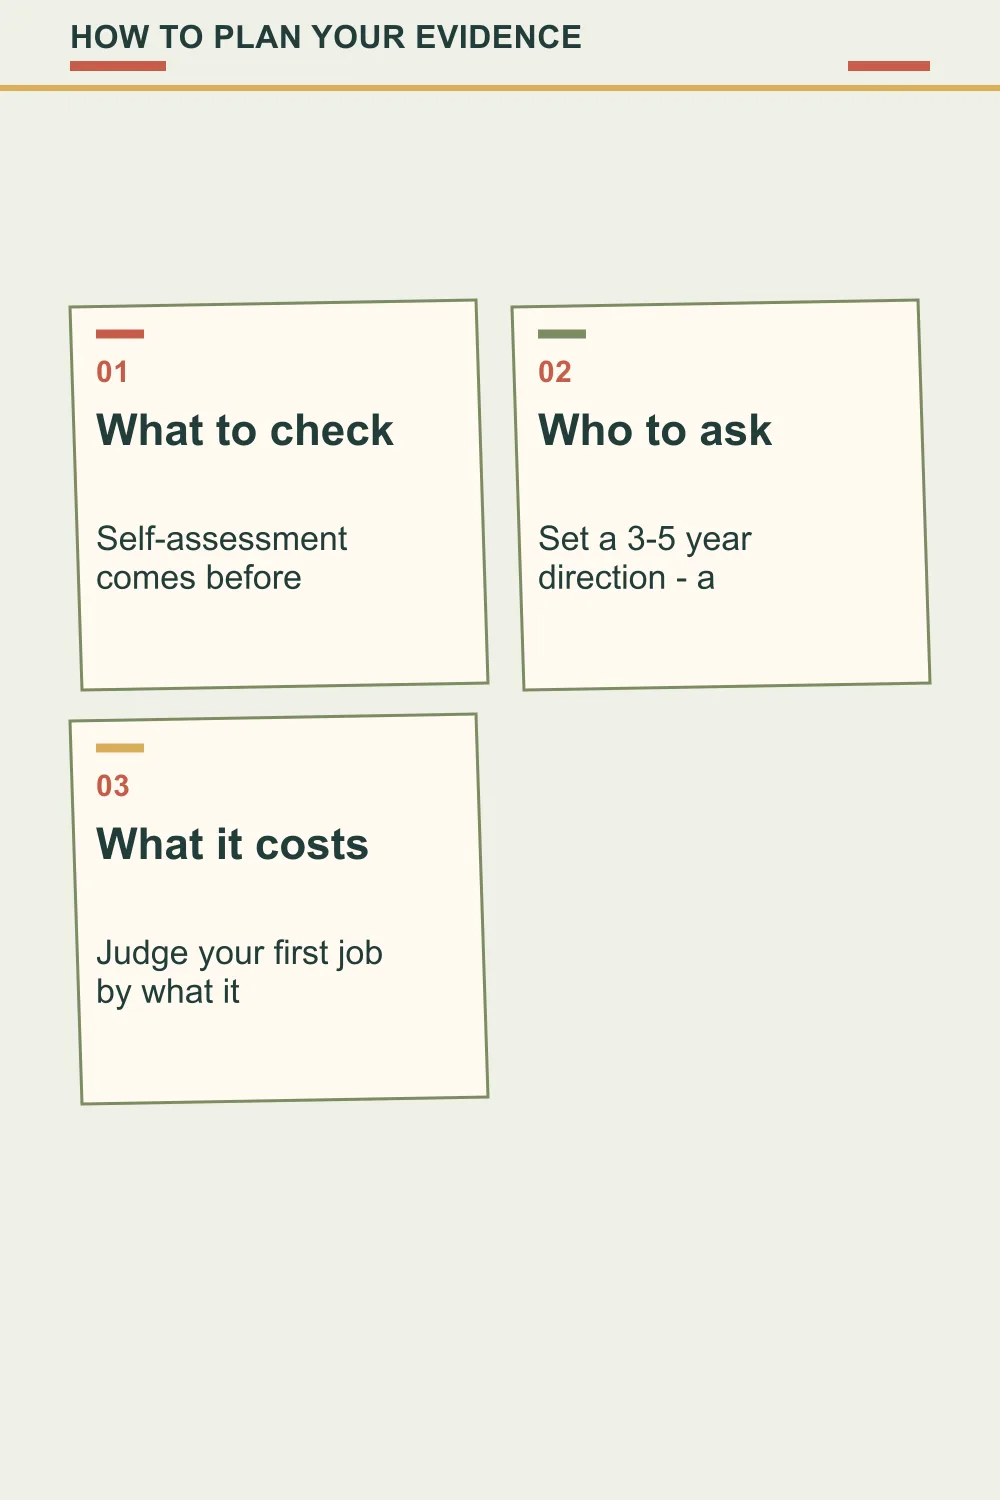 HOW TO PLAN YOUR EVIDENCE
01
What to check
Self-assessment
comes before
02
Who to ask
Set a 3-5 year
direction - a
03
What it costs
Judge your first job
by what it